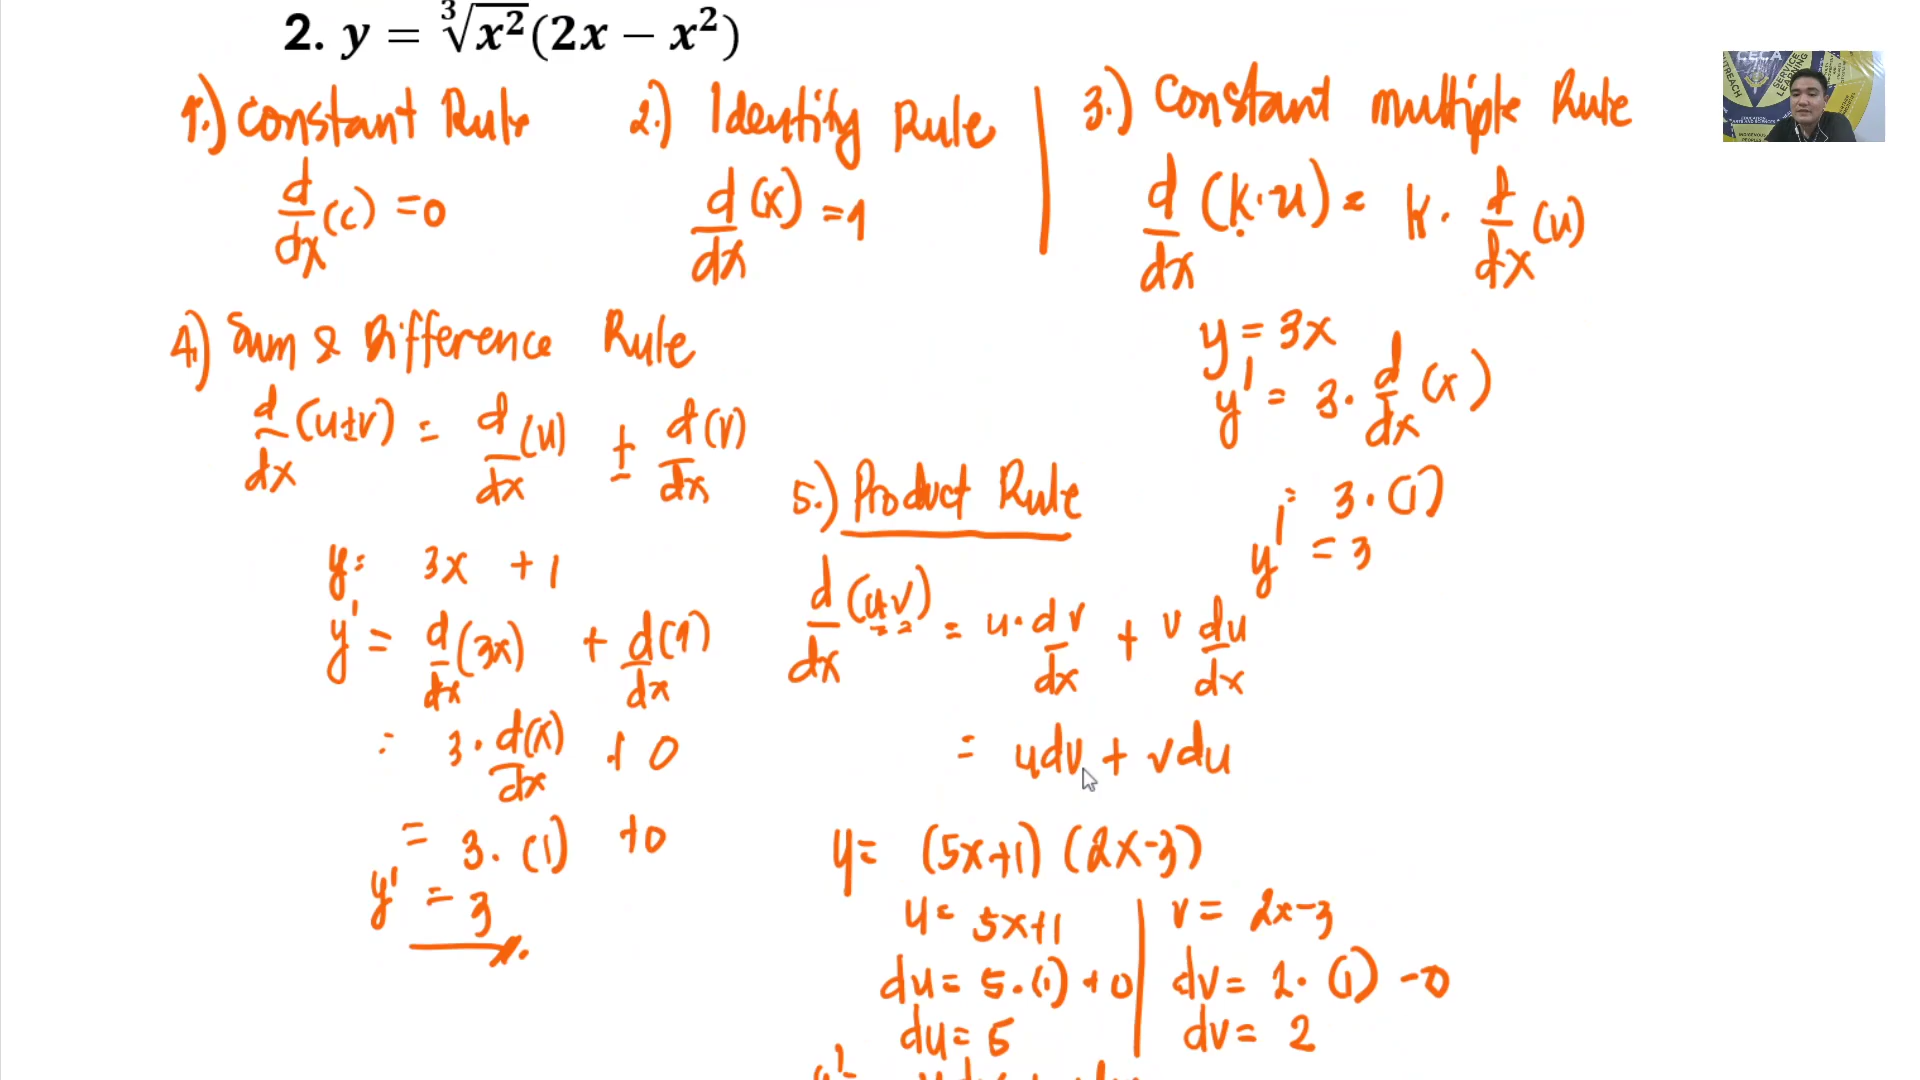 2. y = ∛x²(2x − x²)
1.) Constant Rule
d/dx (c) = 0
2.) Identity Rule
d/dx (x) = 1
3.) Constant multiple Rule
d/dx (k·u) = k · d/dx (u)
y = 3x
y' = 3 · d/dx (x)
y' = 3 · (1)
y' = 3
4.) Sum & Difference Rule
d/dx (u±v) = d/dx (u) ± d/dx (v)
y = 3x + 1
y' = d/dx (3x) + d/dx (1)
= 3 · d(x)/dx + 0
= 3 · (1) + 0
y' = 3
5.) Product Rule
d/dx (uv) = u · dv/dx + v du/dx
= udv + vdu
y = (5x+1) (2x-3)
u = 5x+1
du = 5 · (1) + 0
du = 5
v = 2x-3
dv = 2 · (1) - 0
dv = 2
CECA
SERVICE
LEARNING